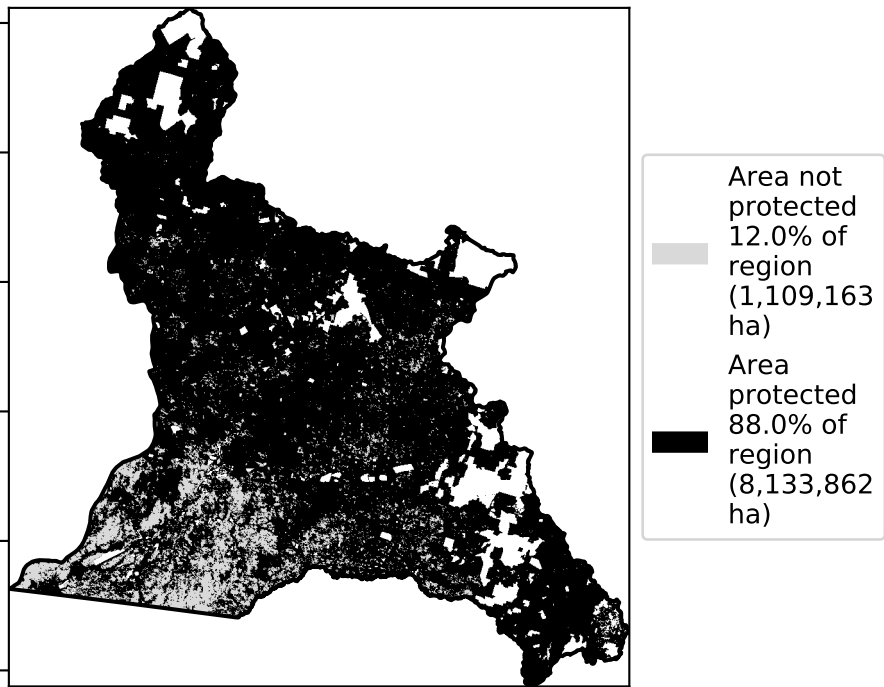 Area not
protected
12.0% of
region
(1,109,163
ha)
Area
protected
88.0% of
region
(8,133,862
ha)